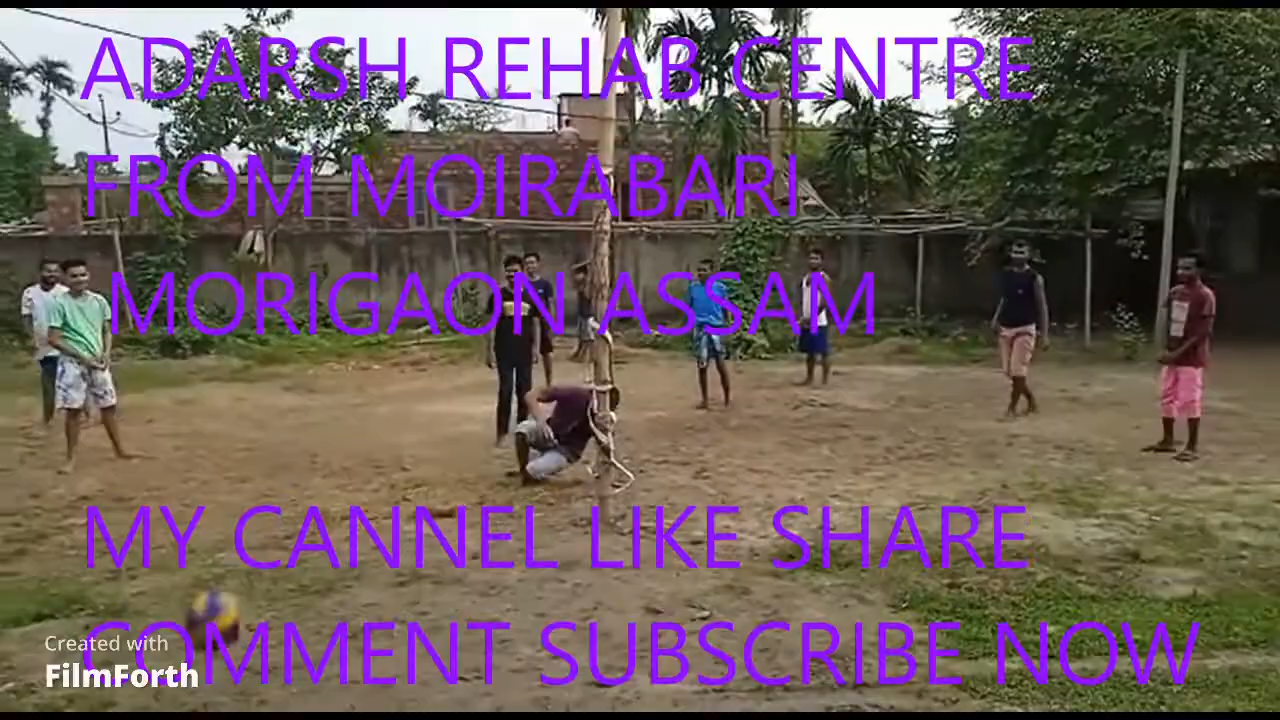 ADARSH REHAB CENTRE
FROM MOIRABARI
MORIGAON ASSAM
MY CANNEL LIKE SHARE
COMMENT SUBSCRIBE NOW
Created with
FilmForth